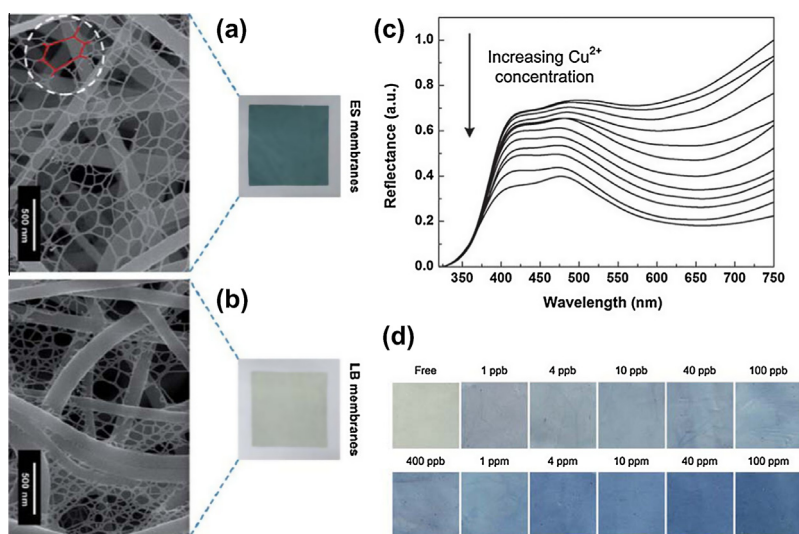 (a)
500 nm
ES membranes
(b)
500 nm
LB membranes
(c)
Increasing Cu²⁺
concentration
Reflectance (a.u.)
1.0
0.8
0.6
0.4
0.2
0.0
350 400 450 500 550 600 650 700 750
Wavelength (nm)
(d)
Free 1 ppb 4 ppb 10 ppb 40 ppb 100 ppb
400 ppb 1 ppm 4 ppm 10 ppm 40 ppm 100 ppm